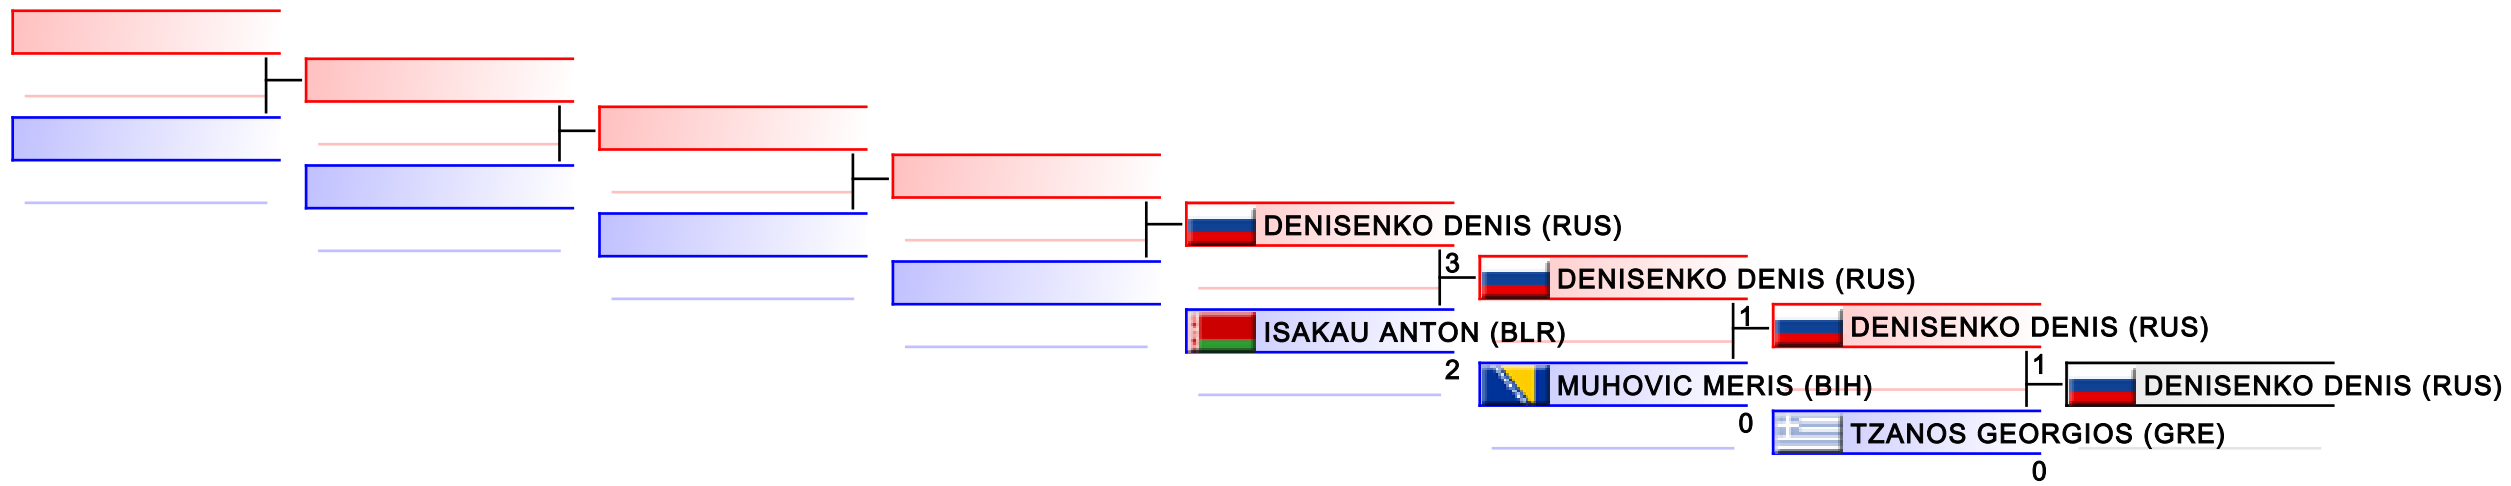 DENISENKO DENIS (RUS)
3
DENISENKO DENIS (RUS)
ISAKAU ANTON (BLR)
2
1
DENISENKO DENIS (RUS)
MUHOVIC MEIS (BIH)
0
1
DENISENKO DENIS (RUS)
TZANOS GEORGIOS (GRE)
0